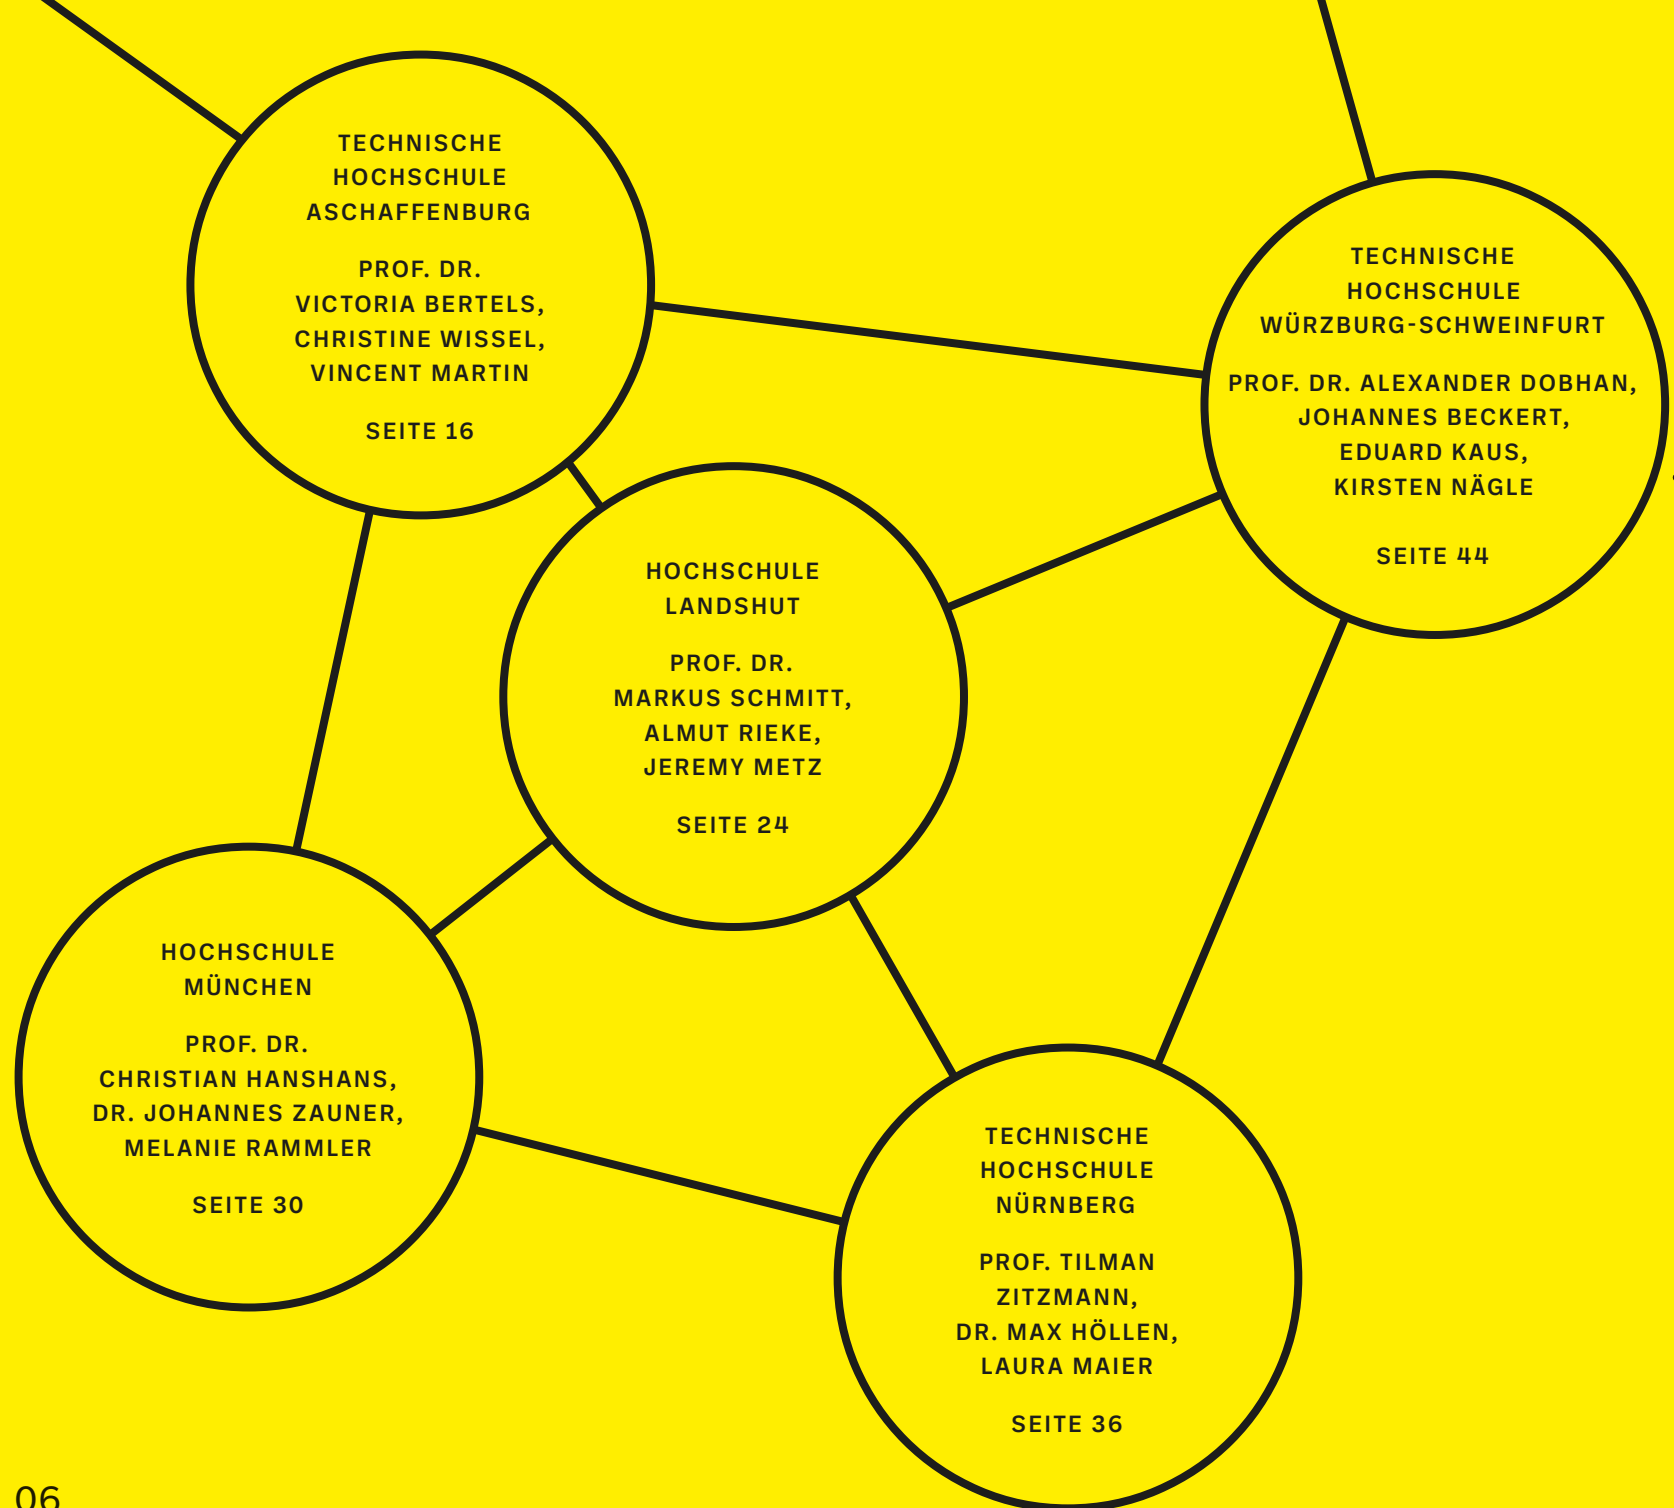 TECHNISCHE
HOCHSCHULE
ASCHAFFENBURG
PROF. DR.
VICTORIA BERTELS,
CHRISTINE WISSEL,
VINCENT MARTIN
SEITE 16
TECHNISCHE
HOCHSCHULE
WÜRZBURG-SCHWEINFURT
PROF. DR. ALEXANDER DOBHAN,
JOHANNES BECKERT,
EDUARD KAUS,
KIRSTEN NÄGLE
SEITE 44
HOCHSCHULE
LANDSHUT
PROF. DR.
MARKUS SCHMITT,
ALMUT RIEKE,
JEREMY METZ
SEITE 24
HOCHSCHULE
MÜNCHEN
PROF. DR.
CHRISTIAN HANSHANS,
DR. JOHANNES ZAUNER,
MELANIE RAMMLER
SEITE 30
TECHNISCHE
HOCHSCHULE
NÜRNBERG
PROF. TILMAN
ZITZMANN,
DR. MAX HÖLLEN,
LAURA MAIER
SEITE 36
06